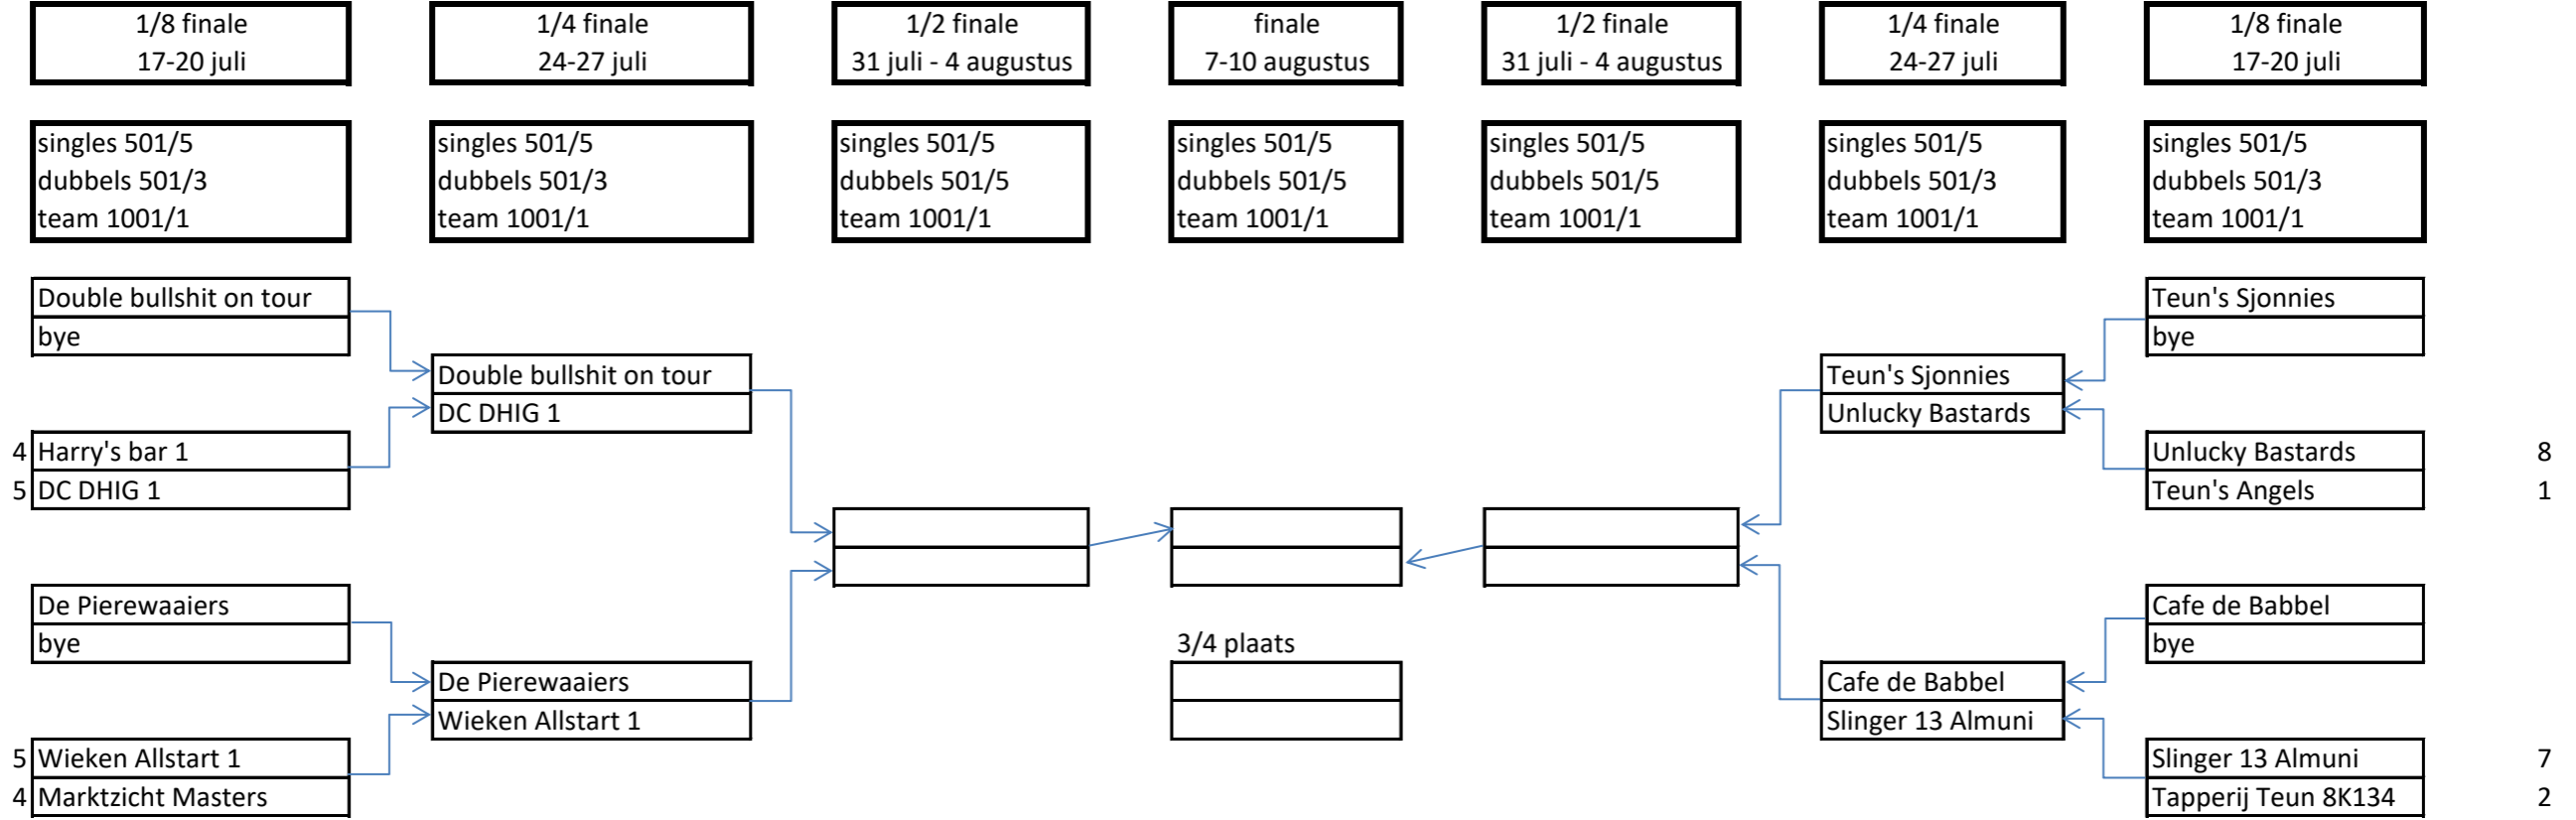 1/8 finale
17-20 juli
1/4 finale
24-27 juli
1/2 finale
31 juli - 4 augustus
finale
7-10 augustus
1/2 finale
31 juli - 4 augustus
1/4 finale
24-27 juli
1/8 finale
17-20 juli
singles 501/5
dubbels 501/3
team 1001/1
singles 501/5
dubbels 501/3
team 1001/1
singles 501/5
dubbels 501/5
team 1001/1
singles 501/5
dubbels 501/5
team 1001/1
singles 501/5
dubbels 501/5
team 1001/1
singles 501/5
dubbels 501/3
team 1001/1
singles 501/5
dubbels 501/3
team 1001/1
Double bullshit on tour
bye
4 Harry's bar 1
5 DC DHIG 1
De Pierewaaiers
bye
5 Wieken Allstart 1
4 Marktzicht Masters
Double bullshit on tour
DC DHIG 1
De Pierewaaiers
Wieken Allstart 1
3/4 plaats
Teun's Sjonnies
Unlucky Bastards
Cafe de Babbel
Slinger 13 Almuni
Teun's Sjonnies
bye
Unlucky Bastards 8
Teun's Angels 1
Cafe de Babbel
bye
Slinger 13 Almuni 7
Tapperij Teun 8K134 2